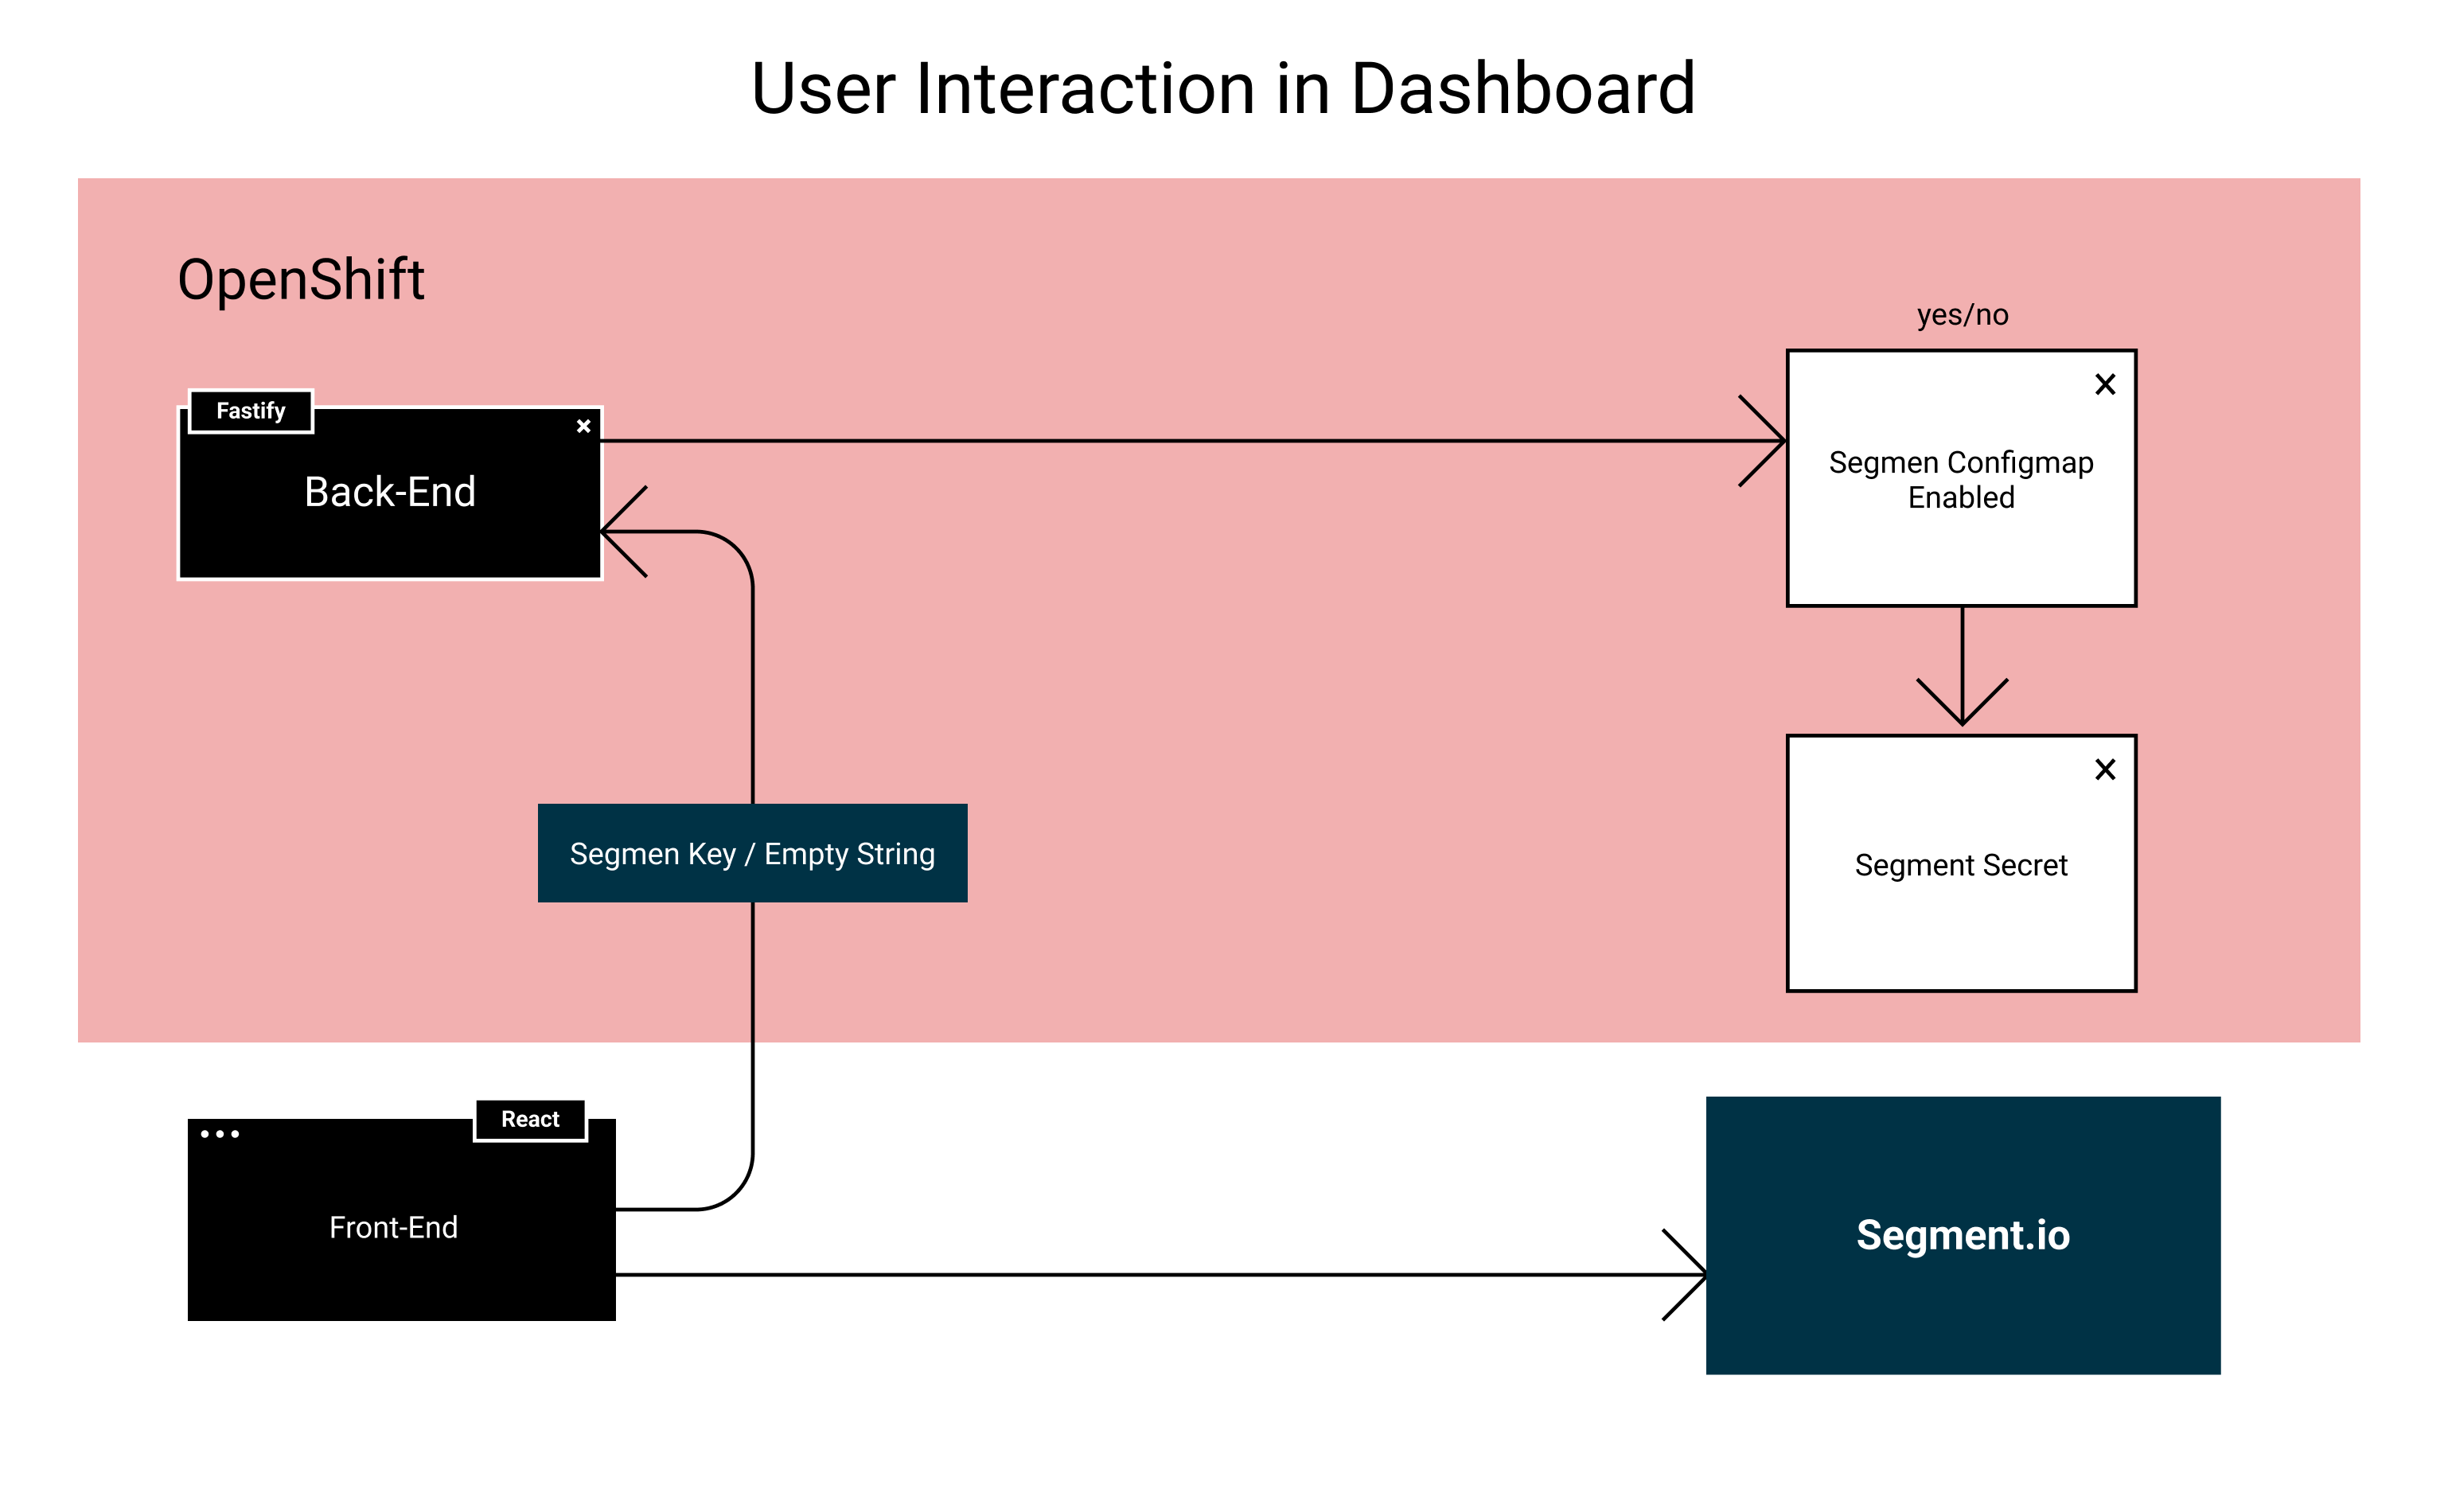 User Interaction in Dashboard
OpenShift
yes/no
Fastify
Back-End
Segmen Configmap
Enabled
Segmen Key / Empty String
Segment Secret
React
Front-End
Segment.io